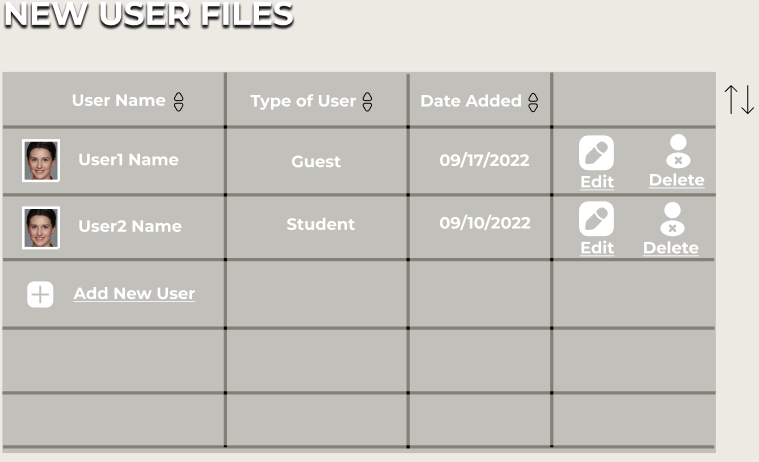 NEW USER FILES
User Name Type of User Date Added
User1 Name Guest 09/17/2022 Edit Delete
User2 Name Student 09/10/2022 Edit Delete
Add New User